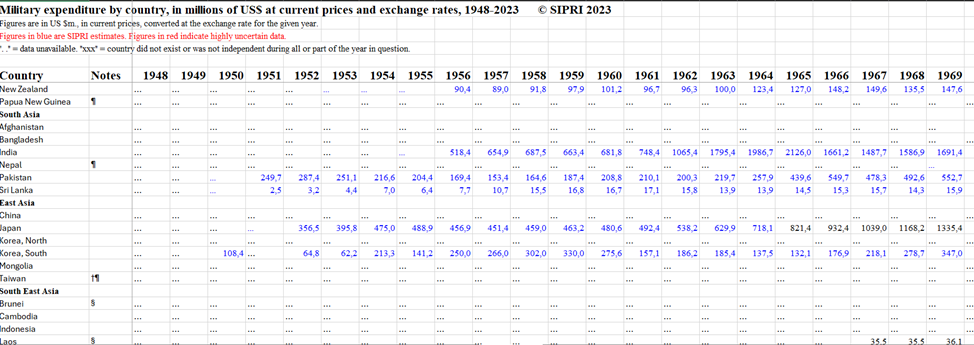 Military expenditure by country, in millions of US$ at current prices and exchange rates, 1948-2023 © SIPRI 2023
Figures are in US $m., in current prices, converted at the exchange rate for the given year.
Figures in blue are SIPRI estimates. Figures in red indicate highly uncertain data.
". ." = data unavailable. "xxx" = country did not exist or was not independent during all or part of the year in question.
Country Notes 1948 1949 1950 1951 1952 1953 1954 1955 1956 1957 1958 1959 1960 1961 1962 1963 1964 1965 1966 1967 1968 1969
New Zealand ... ... ... ... ... ... ... ... 90,4 89,0 91,8 97,9 101,2 96,7 96,3 100,0 123,4 127,0 148,2 149,6 135,5 147,6
Papua New Guinea ¶ ... ... ... ... ... ... ... ... ... ... ... ... ... ... ... ... ... ... ... ... ... ...
South Asia
Afghanistan ... ... ... ... ... ... ... ... ... ... ... ... ... ... ... ... ... ... ... ... ... ...
Bangladesh ... ... ... ... ... ... ... ... ... ... ... ... ... ... ... ... ... ... ... ... ... ...
India ... ... ... ... ... ... ... ... 518,4 654,9 687,5 663,4 681,8 748,4 1065,4 1795,4 1986,7 2126,0 1661,2 1487,7 1586,9 1691,4
Nepal ¶ ... ... ... ... ... ... ... ... ... ... ... ... ... ... ... ... ... ... ... ... ... ...
Pakistan ... ... ... 249,7 287,4 251,1 216,6 204,4 169,4 153,4 164,6 187,4 208,8 210,1 200,3 219,7 257,9 439,6 549,7 478,3 492,6 552,7
Sri Lanka ... ... ... 2,5 3,2 4,4 7,0 6,4 7,7 10,7 15,5 16,8 16,7 17,1 15,8 13,9 13,9 14,5 15,3 15,7 14,3 15,9
East Asia
China ... ... ... ... ... ... ... ... ... ... ... ... ... ... ... ... ... ... ... ... ... ...
Japan ... ... ... ... 356,5 395,8 475,0 488,9 456,9 451,4 459,0 463,2 480,6 492,4 538,2 629,9 718,1 821,4 932,4 1039,0 1168,2 1335,4
Korea, North ... ... ... ... ... ... ... ... ... ... ... ... ... ... ... ... ... ... ... ... ... ...
Korea, South ... ... 108,4 ... 64,8 62,2 213,3 141,2 250,0 266,0 302,0 330,0 275,6 157,1 186,2 185,4 137,5 132,1 176,9 218,1 278,7 347,0
Mongolia ... ... ... ... ... ... ... ... ... ... ... ... ... ... ... ... ... ... ... ... ... ...
Taiwan †¶ ... ... ... ... ... ... ... ... ... ... ... ... ... ... ... ... ... ... ... ... ... ...
South East Asia
Brunei § ... ... ... ... ... ... ... ... ... ... ... ... ... ... ... ... ... ... ... ... ... ...
Cambodia ... ... ... ... ... ... ... ... ... ... ... ... ... ... ... ... ... ... ... ... ... ...
Indonesia ... ... ... ... ... ... ... ... ... ... ... ... ... ... ... ... ... ... ... ... ... ...
Laos § ... ... ... ... ... ... ... ... ... ... ... ... ... ... ... ... ... ... ... 35,5 35,5 36,1